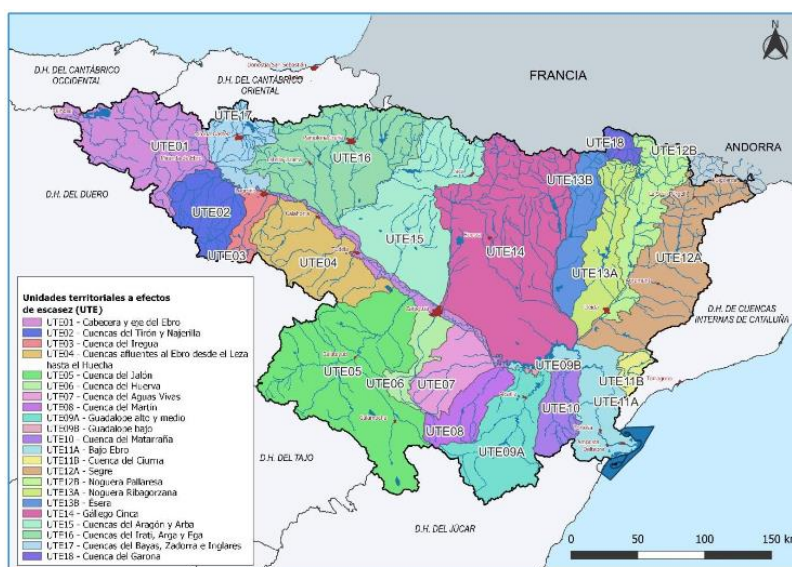 N
D.H. DEL CANTÁBRICO
OCCIDENTAL
D.H. DEL CANTÁBRICO
ORIENTAL
FRANCIA
ANDORRA
UTE17
UTE18
UTE12B
UTE01
UTE16
UTE13B
D.H. DEL DUERO
UTE02
UTE03
UTE04
UTE15
UTE14
UTE13A
UTE12A
D.H. DE CUENCAS
INTERNAS DE CATALUÑA
UTE05
UTE06
UTE07
UTE08
UTE09B
UTE09A
UTE10
UTE11B
UTE11A
D.H. DEL TAJO
D.H. DEL JÚCAR
Unidades territoriales a efectos
de escasez (UTE)
UTE01 - Cabecera y eje del Ebro
UTE02 - Cuencas del Tirón y Najerilla
UTE03 - Cuenca del Iregua
UTE04 - Cuencas afluentes al Ebro desde el Leza
hasta el Huecha
UTE05 - Cuenca del Jalón
UTE06 - Cuenca del Huerva
UTE07 - Cuenca del Aguas Vivas
UTE08 - Cuenca del Martín
UTE09A - Guadalope alto y medio
UTE09B - Guadalope bajo
UTE10 - Cuenca del Matarraña
UTE11A - Bajo Ebro
UTE11B - Cuenca del Ciurna
UTE12A - Segre
UTE12B - Noguera Pallaresa
UTE13A - Noguera Ribagorzana
UTE13B - Ésera
UTE14 - Gállego Cinca
UTE15 - Cuencas del Aragón y Arba
UTE16 - Cuencas del Irati, Arga y Ega
UTE17 - Cuencas del Bayas, Zadorra e Inglares
UTE18 - Cuenca del Garona
0 50 100 150 km